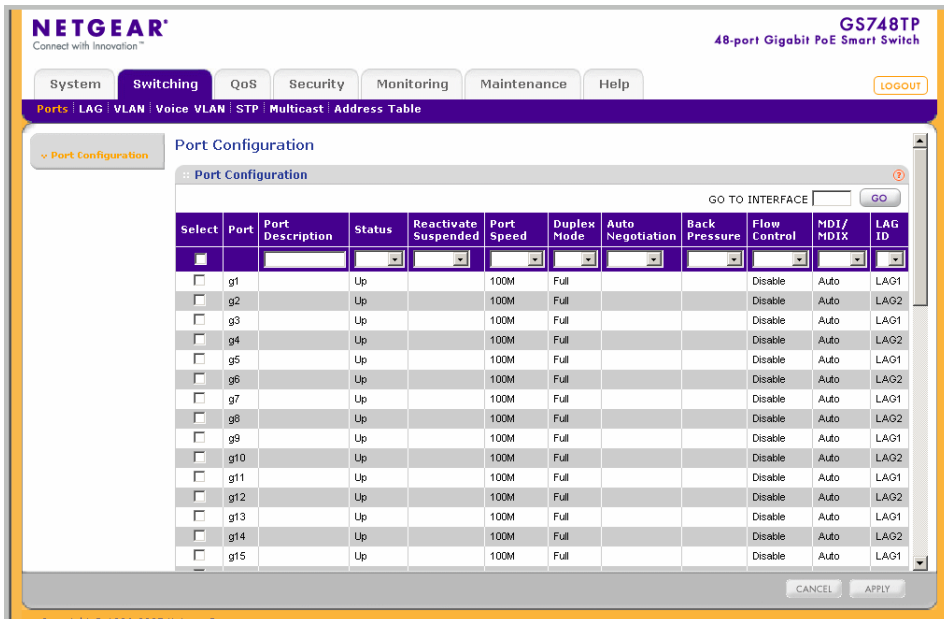 NETGEAR®
Connect with Innovation™
GS748TP
48-port Gigabit PoE Smart Switch
System Switching QoS Security Monitoring Maintenance Help LOGOUT
Ports LAG VLAN Voice VLAN STP Multicast Address Table
Port Configuration
Port Configuration
Port Configuration
GO TO INTERFACE GO
Select Port Port Description Status Reactivate Suspended Port Speed Duplex Mode Auto Negotiation Back Pressure Flow Control MDI/ MDIX LAG ID
g1 Up 100M Full Disable Auto LAG1
g2 Up 100M Full Disable Auto LAG2
g3 Up 100M Full Disable Auto LAG1
g4 Up 100M Full Disable Auto LAG2
g5 Up 100M Full Disable Auto LAG1
g6 Up 100M Full Disable Auto LAG2
g7 Up 100M Full Disable Auto LAG1
g8 Up 100M Full Disable Auto LAG2
g9 Up 100M Full Disable Auto LAG1
g10 Up 100M Full Disable Auto LAG2
g11 Up 100M Full Disable Auto LAG1
g12 Up 100M Full Disable Auto LAG2
g13 Up 100M Full Disable Auto LAG1
g14 Up 100M Full Disable Auto LAG2
g15 Up 100M Full Disable Auto LAG1
CANCEL APPLY